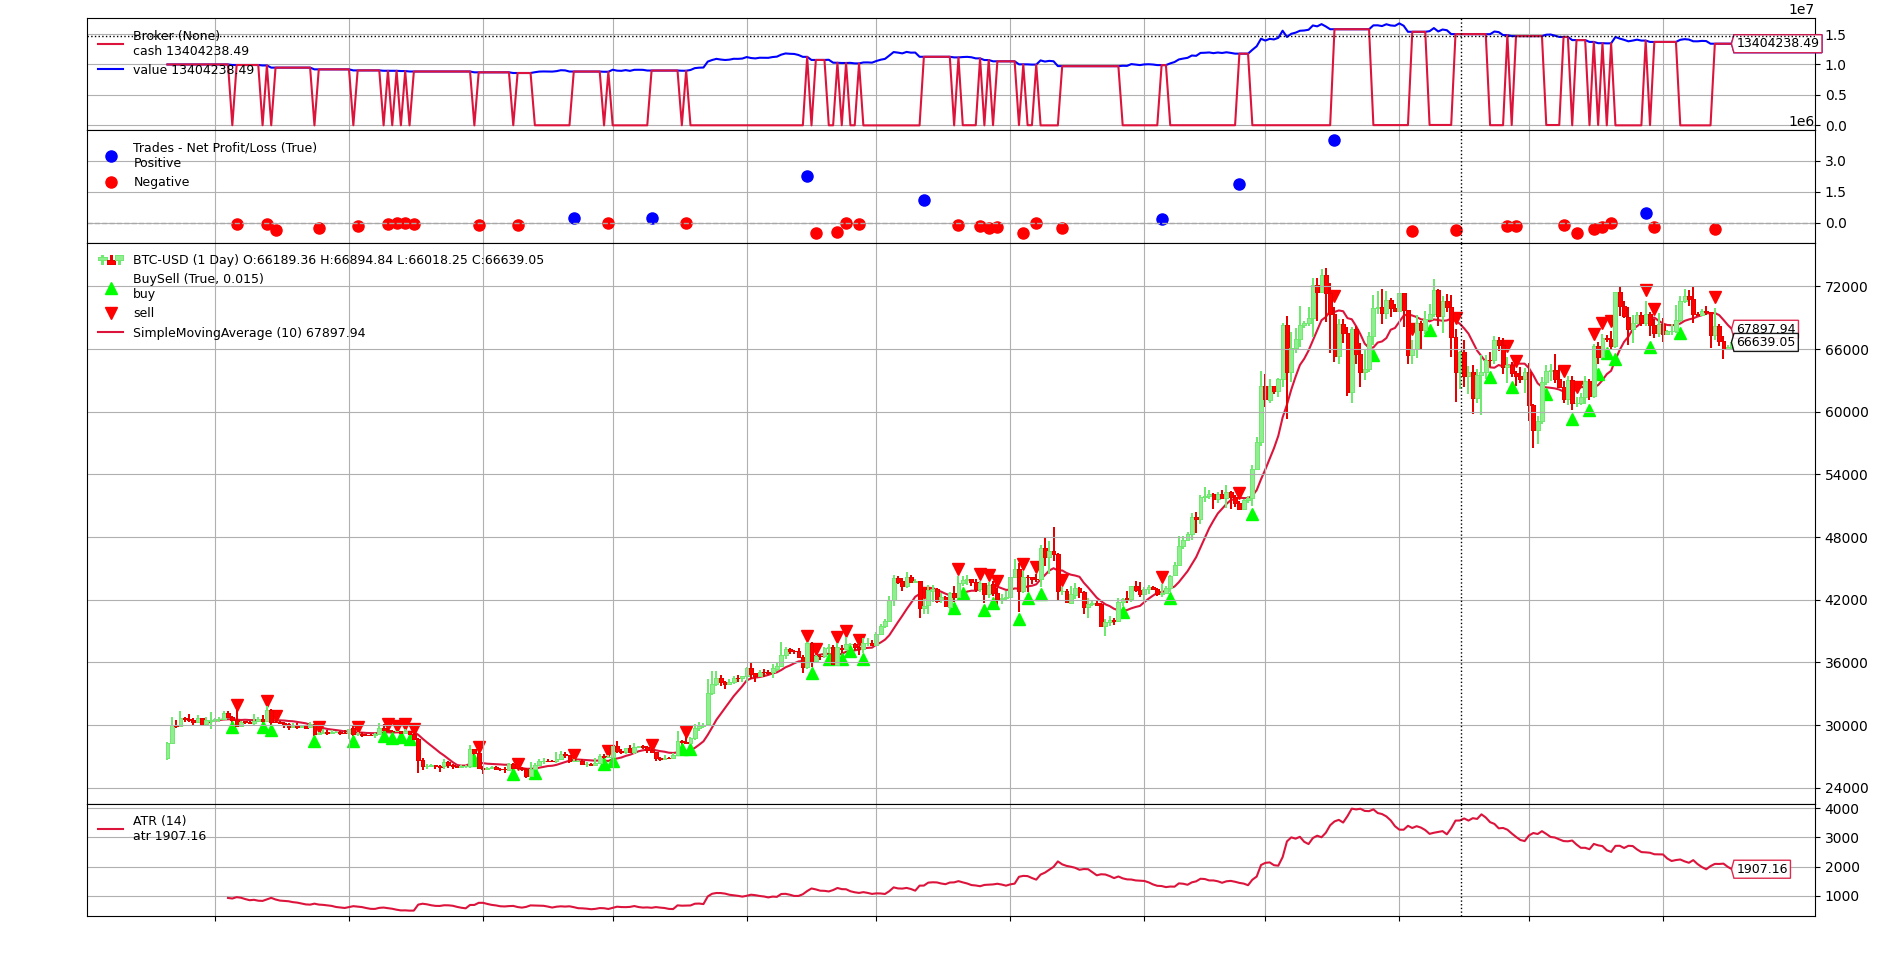 1e7
Broker (None)
cash 13404238.49
value 13404238.49
13404238.49
1.5
1.0
0.5
0.0
1e6
Trades - Net Profit/Loss (True)
Positive
Negative
3.0
1.5
0.0
BTC-USD (1 Day) O:66189.36 H:66894.84 L:66018.25 C:66639.05
BuySell (True, 0.015)
buy
sell
SimpleMovingAverage (10) 67897.94
72000
67897.94
66639.05
66000
60000
54000
48000
42000
36000
30000
24000
ATR (14)
atr 1907.16
4000
3000
2000
1907.16
1000